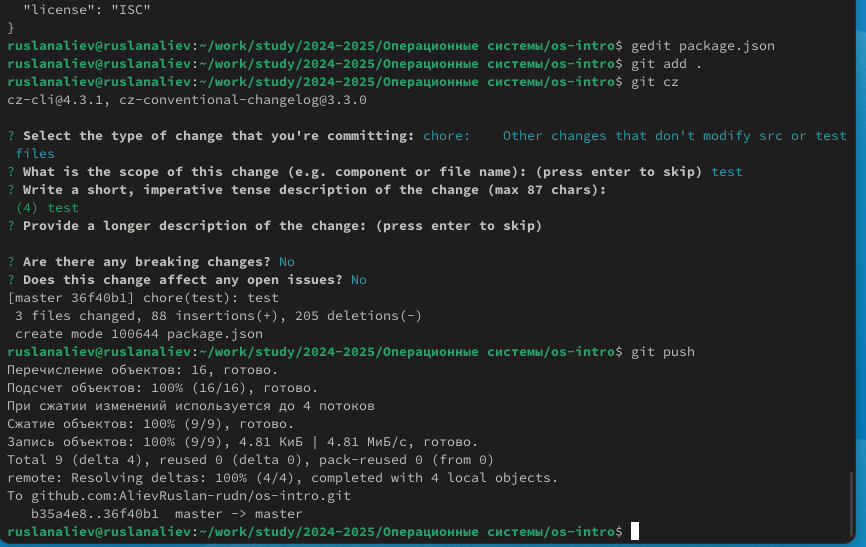 "license": "ISC"
}
ruslanaliev@ruslanaliev:~/work/study/2024-2025/Операционные системы/os-intro$ gedit package.json
ruslanaliev@ruslanaliev:~/work/study/2024-2025/Операционные системы/os-intro$ git add .
ruslanaliev@ruslanaliev:~/work/study/2024-2025/Операционные системы/os-intro$ git cz
cz-cli@4.3.1, cz-conventional-changelog@3.3.0
? Select the type of change that you're committing: chore:    Other changes that don't modify src or test
files
? What is the scope of this change (e.g. component or file name): (press enter to skip) test
? Write a short, imperative tense description of the change (max 87 chars):
(4) test
? Provide a longer description of the change: (press enter to skip)
? Are there any breaking changes? No
? Does this change affect any open issues? No
[master 36f40b1] chore(test): test
3 files changed, 88 insertions(+), 205 deletions(-)
create mode 100644 package.json
ruslanaliev@ruslanaliev:~/work/study/2024-2025/Операционные системы/os-intro$ git push
Перечисление объектов: 16, готово.
Подсчет объектов: 100% (16/16), готово.
При сжатии изменений используется до 4 потоков
Сжатие объектов: 100% (9/9), готово.
Запись объектов: 100% (9/9), 4.81 КиБ | 4.81 МиБ/с, готово.
Total 9 (delta 4), reused 0 (delta 0), pack-reused 0 (from 0)
remote: Resolving deltas: 100% (4/4), completed with 4 local objects.
To github.com:AlievRuslan-rudn/os-intro.git
b35a4e8..36f40b1  master -> master
ruslanaliev@ruslanaliev:~/work/study/2024-2025/Операционные системы/os-intro$